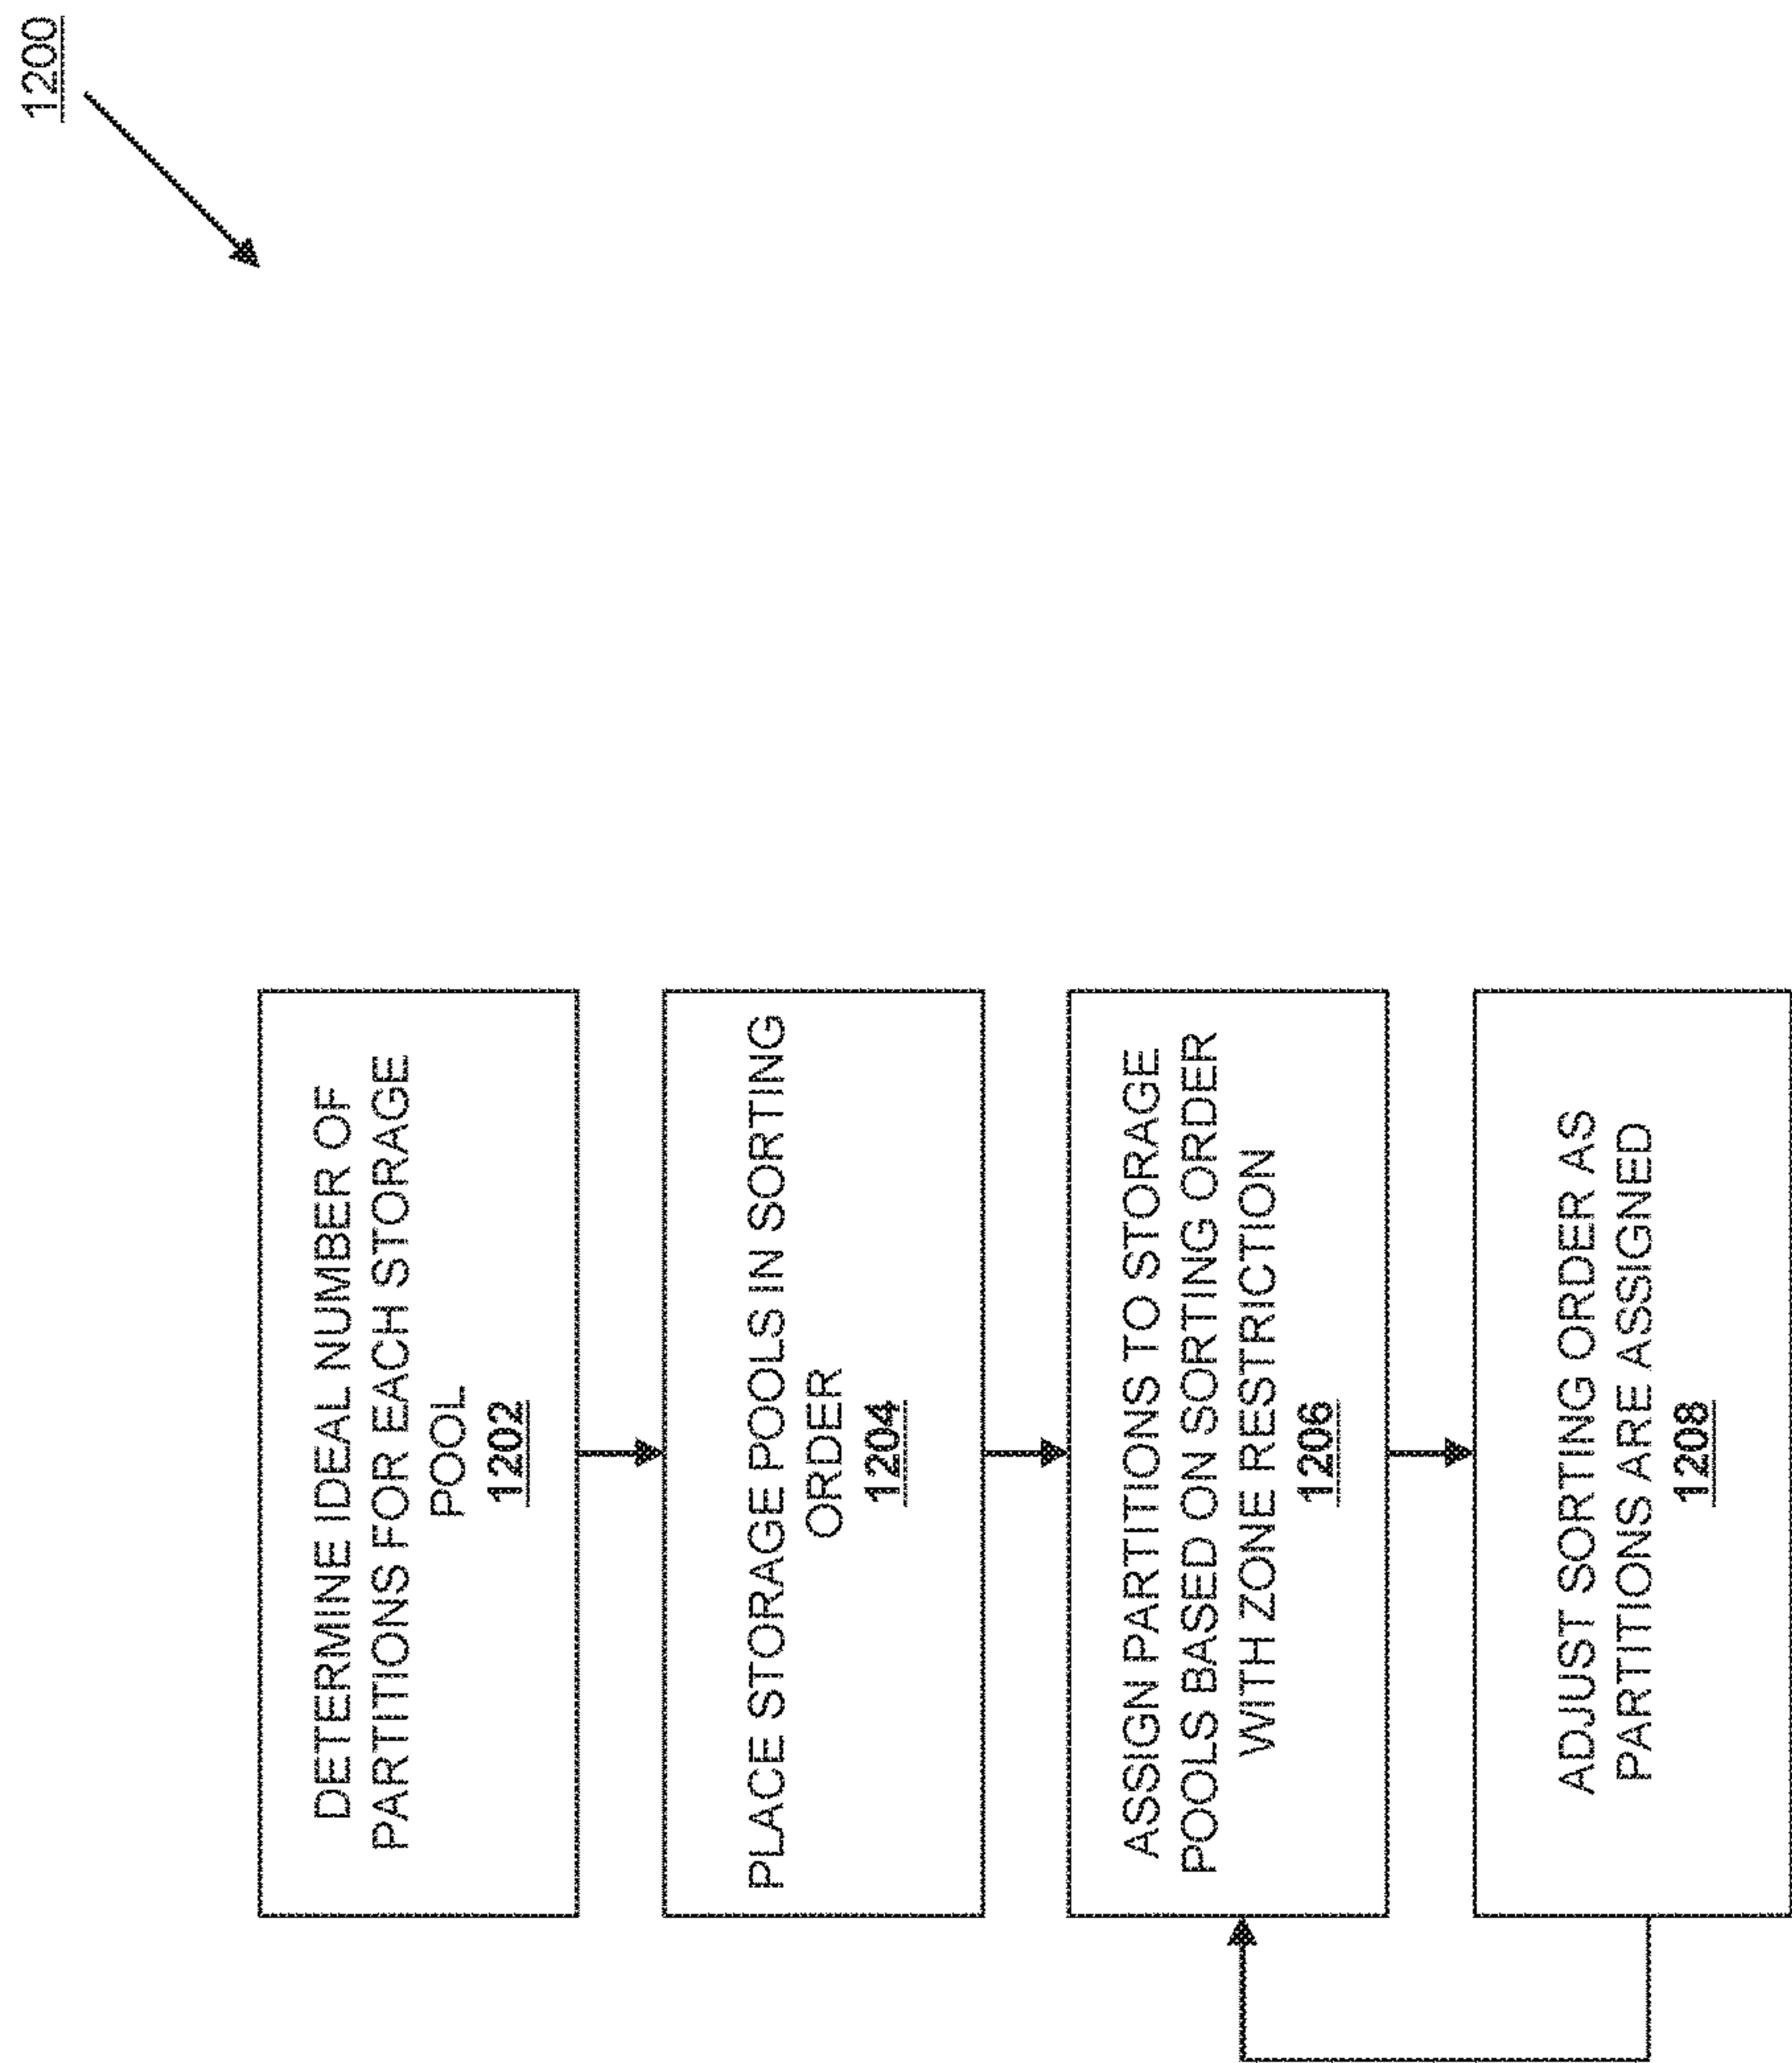 1200
DETERMINE IDEAL NUMBER OF
PARTITIONS FOR EACH STORAGE
POOL
1202
PLACE STORAGE POOLS IN SORTING
ORDER
1204
ASSIGN PARTITIONS TO STORAGE
POOLS BASED ON SORTING ORDER
WITH ZONE RESTRICTION
1206
ADJUST SORTING ORDER AS
PARTITIONS ARE ASSIGNED
1208